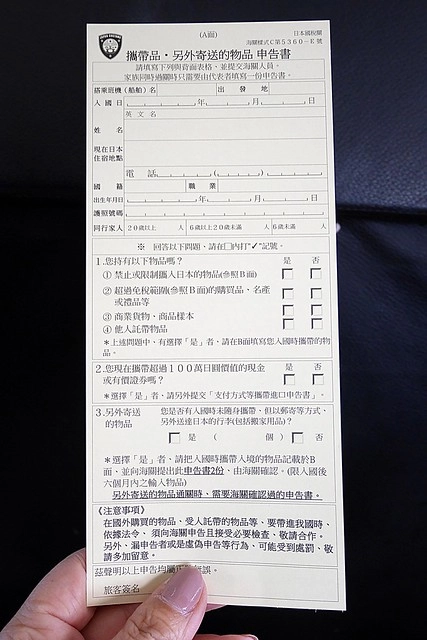 (A面)
日本國稅關
海關樣式C第5360-E號
攜帶品・另外寄送的物品 申告書
請填寫下列與背面表格、並提交海關人員。
家族同時過關時只需要由代表者填寫一份申告書。
搭乘班機(船舶)名 出發地
入國日 年 月 日
英文名
姓名
現在日本
住宿地點
電話 ( )
國籍 職業
出生年月日 年 月 日
護照號碼
同行家人 20歲以上 人 6歲以上20歲未滿 人 6歲未滿 人
※ 回答以下問題、請在□內打"✓"記號。
1.您持有以下物品嗎? 是 否
① 禁止或限制攜入日本的物品(參照B面)
② 超過免稅範圍(參照B面)的購買品、名產
或禮品等
③ 商業貨物、商品樣本
④ 他人託帶物品
*上述問題中、有選擇「是」者、請在B面填寫您入國時攜帶的物
品。
2.您現在攜帶超過100萬日圓價值的現金 是 否
或有價證券嗎?
*選擇「是」者、請另外提交「支付方式等攜帶進口申告書」。
3.另外寄送 您是否有入國時未隨身攜帶、但以郵寄等方式、
的物品 另外送達日本的行李(包括搬家用品)?
是 ( 個) 否
*選擇「是」者、請把入國時攜帶入境的物品記載於B
面、並向海關提出此申告書2份、由海關確認。(限入國後
六個月內之輸入物品)
另外寄送的物品通關時、需要海關確認過的申告書。
《注意事項》
在國外購買的物品、受人託帶的物品等、要帶進我國時、
依據法令、須向海關申告且接受必要檢查、敬請合作。
另外、漏申告者或是虛偽申告等行為、可能受到處罰、敬
請多加留意。
茲聲明以上申告均屬 無誤。
旅客簽名